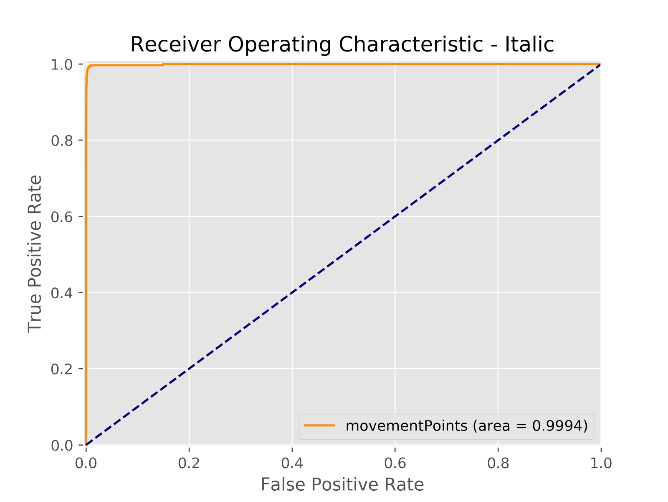 Receiver Operating Characteristic - Italic
1.0
0.8
0.6
0.4
0.2
0.0
True Positive Rate
movementPoints (area = 0.9994)
0.0 0.2 0.4 0.6 0.8 1.0
False Positive Rate